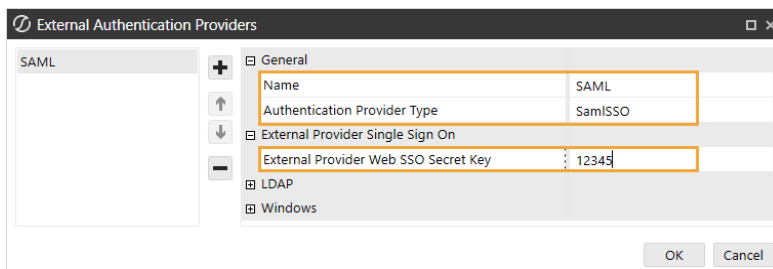 External Authentication Providers
SAML
General
Name SAML
Authentication Provider Type SamlSSO
External Provider Single Sign On
External Provider Web SSO Secret Key 12345
LDAP
Windows
OK Cancel